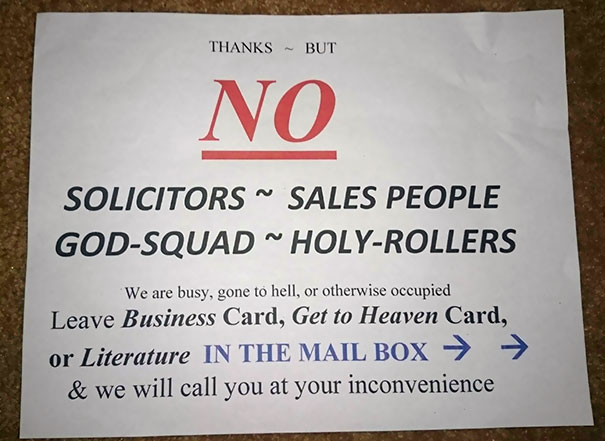 THANKS ~ BUT
NO
SOLICITORS ~ SALES PEOPLE
GOD-SQUAD ~ HOLY-ROLLERS
We are busy, gone to hell, or otherwise occupied
Leave Business Card, Get to Heaven Card,
or Literature IN THE MAIL BOX → →
& we will call you at your inconvenience